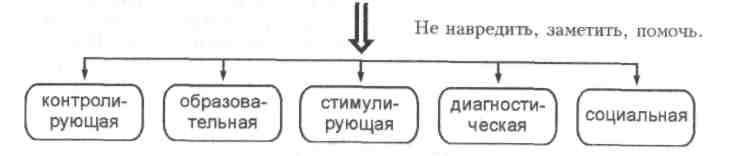 Не навредить, заметить, помочь.
контроли-
рующая
образова-
тельная
стимули-
рующая
диагности-
ческая
социальная